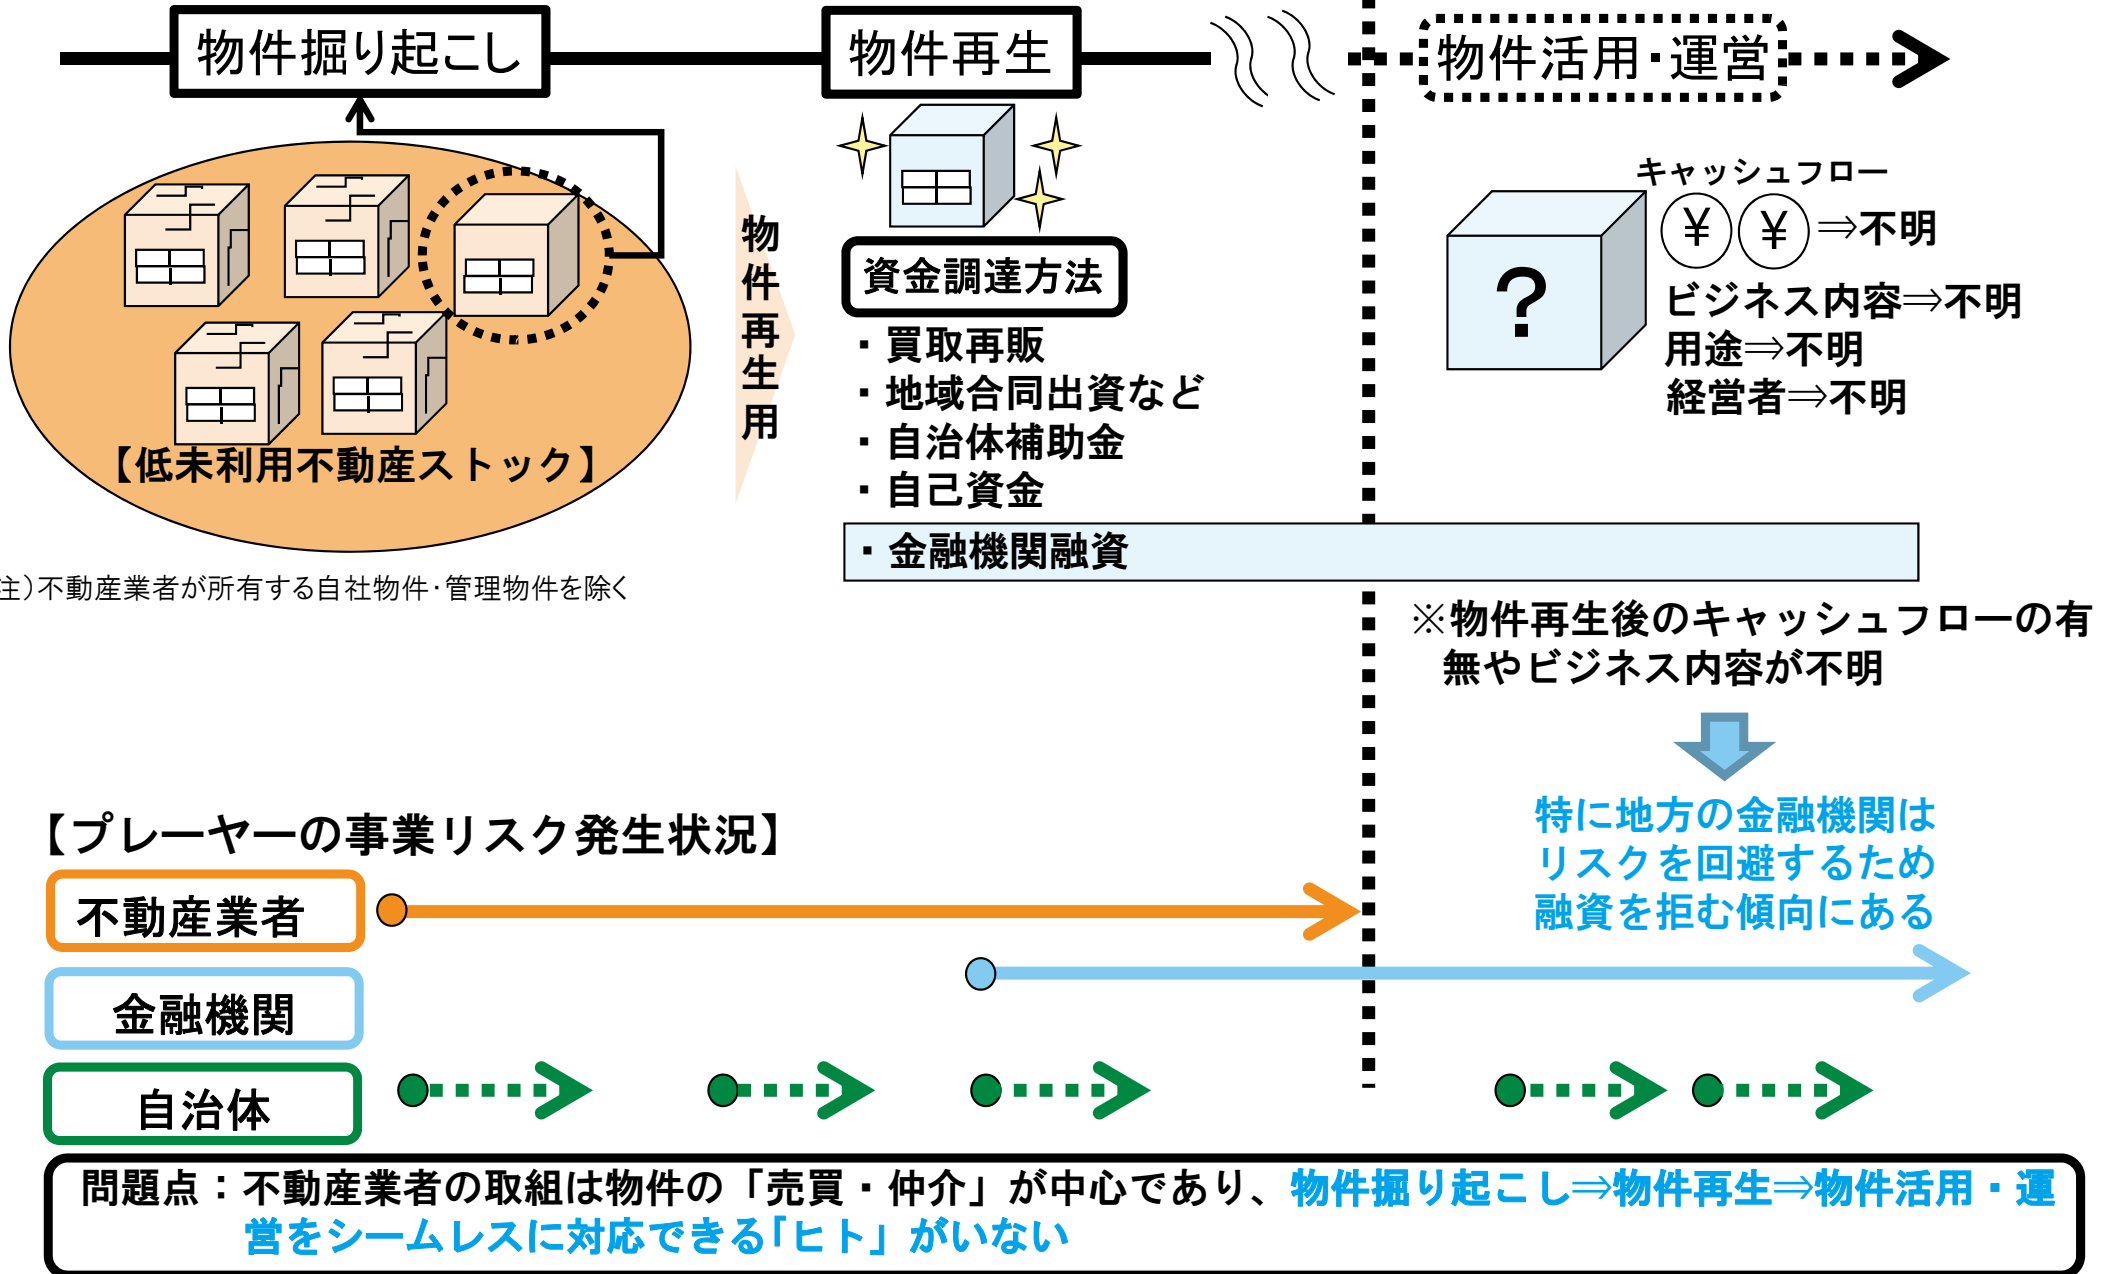 物件掘り起こし
物件再生
物件活用・運営
キャッシュフロー
¥ ¥ ⇒不明
ビジネス内容⇒不明
用途⇒不明
経営者⇒不明
?
【低未利用不動産ストック】
物件再生用
資金調達方法
・買取再販
・地域合同出資など
・自治体補助金
・自己資金
・金融機関融資
注）不動産業者が所有する自社物件・管理物件を除く
※物件再生後のキャッシュフローの有
無やビジネス内容が不明
特に地方の金融機関は
リスクを回避するため
融資を拒む傾向にある
【プレーヤーの事業リスク発生状況】
不動産業者
金融機関
自治体
問題点：不動産業者の取組は物件の「売買・仲介」が中心であり、物件掘り起こし⇒物件再生⇒物件活用・運
営をシームレスに対応できる「ヒト」がいない